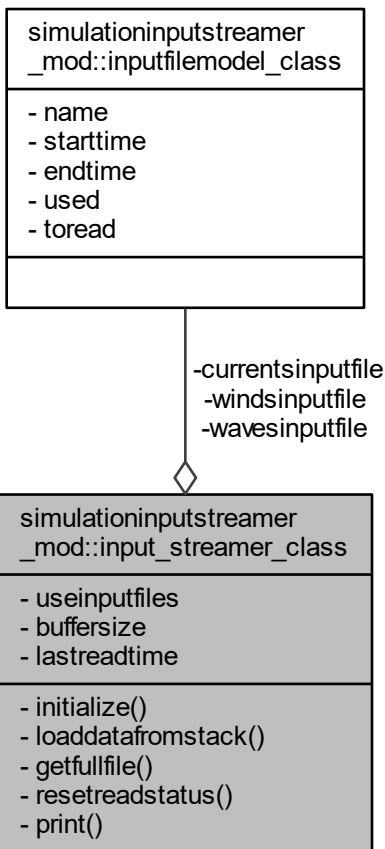 simulationinputstreamer
_mod::inputfilemodel_class
- name
- starttime
- endtime
- used
- toread
-currentsinputfile
-windsinputfile
-wavesinputfile
simulationinputstreamer
_mod::input_streamer_class
- useinputfiles
- buffersize
- lastreadtime
- initialize()
- loaddatafromstack()
- getfullfile()
- resetreadstatus()
- print()